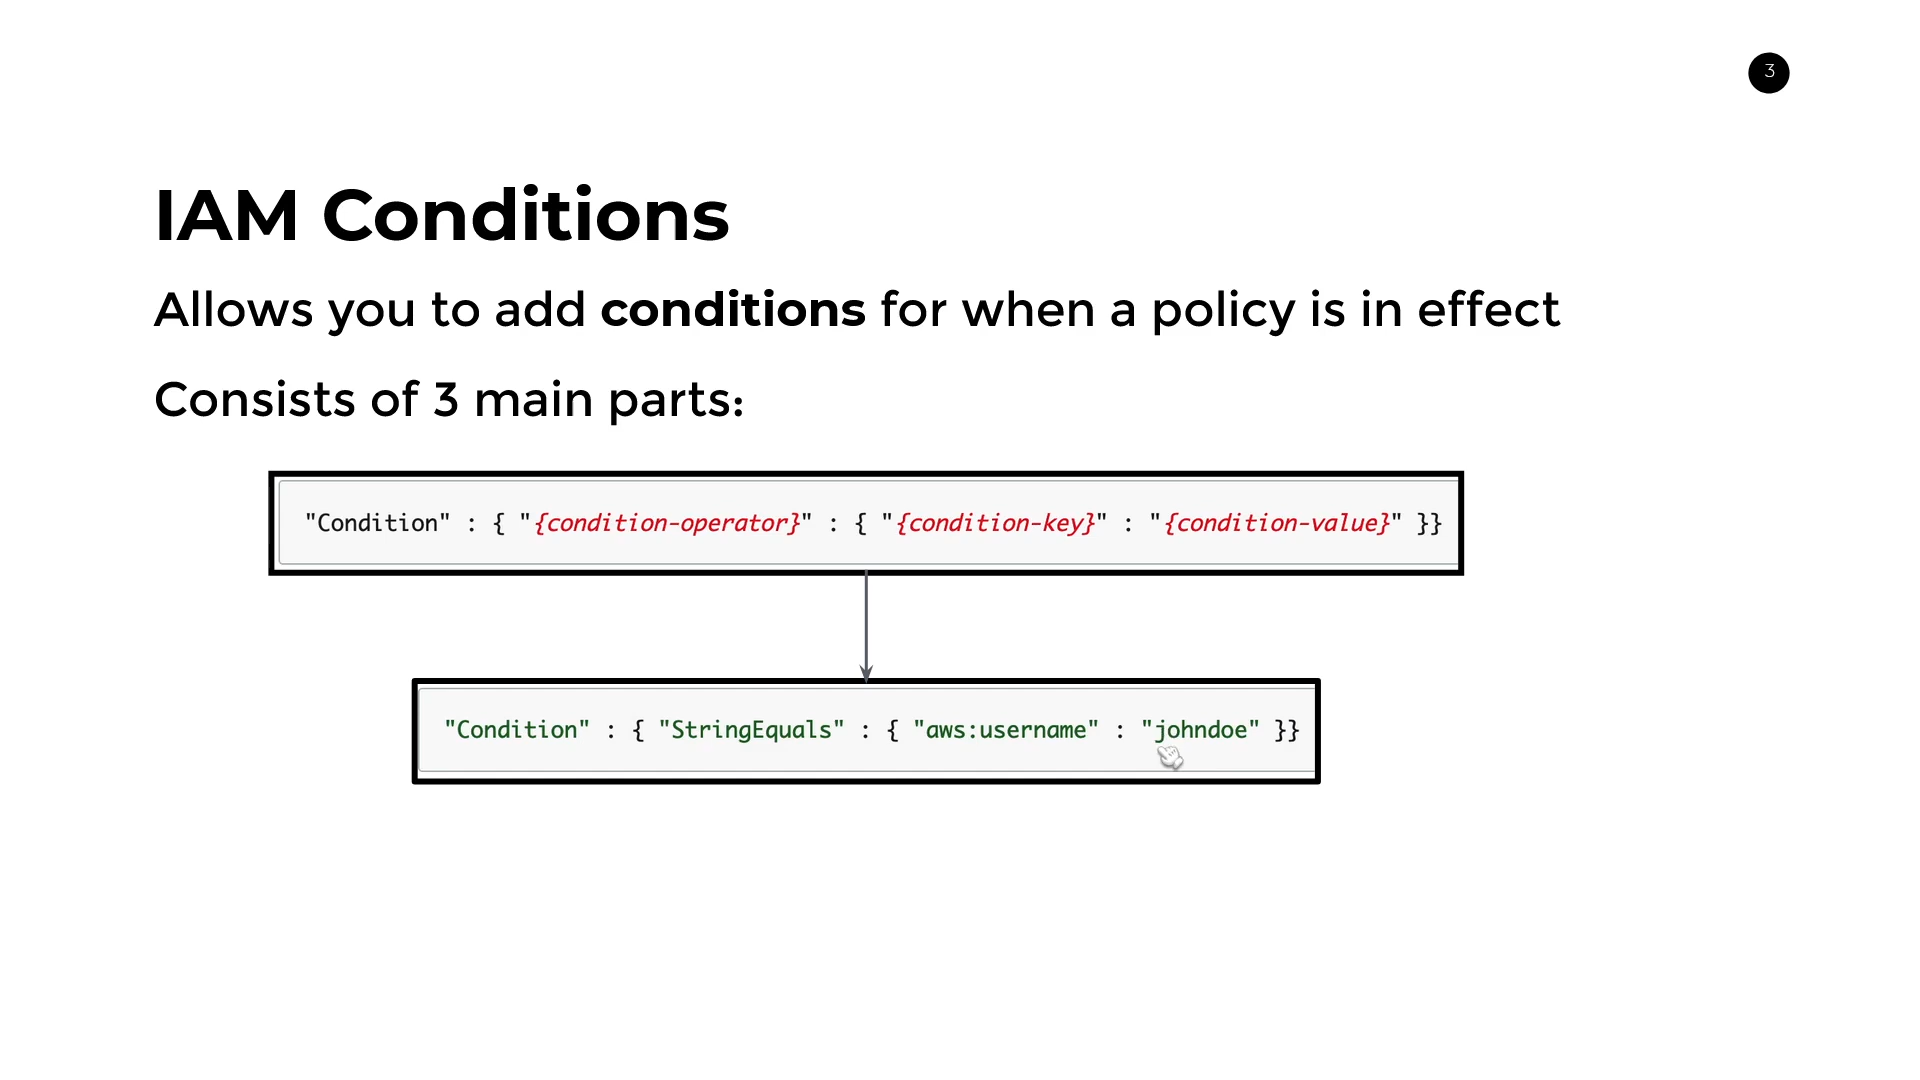 3
IAM Conditions
Allows you to add conditions for when a policy is in effect
Consists of 3 main parts:
"Condition" : { "{condition-operator}" : { "{condition-key}" : "{condition-value}" }}
"Condition" : { "StringEquals" : { "aws:username" : "johndoe" }}